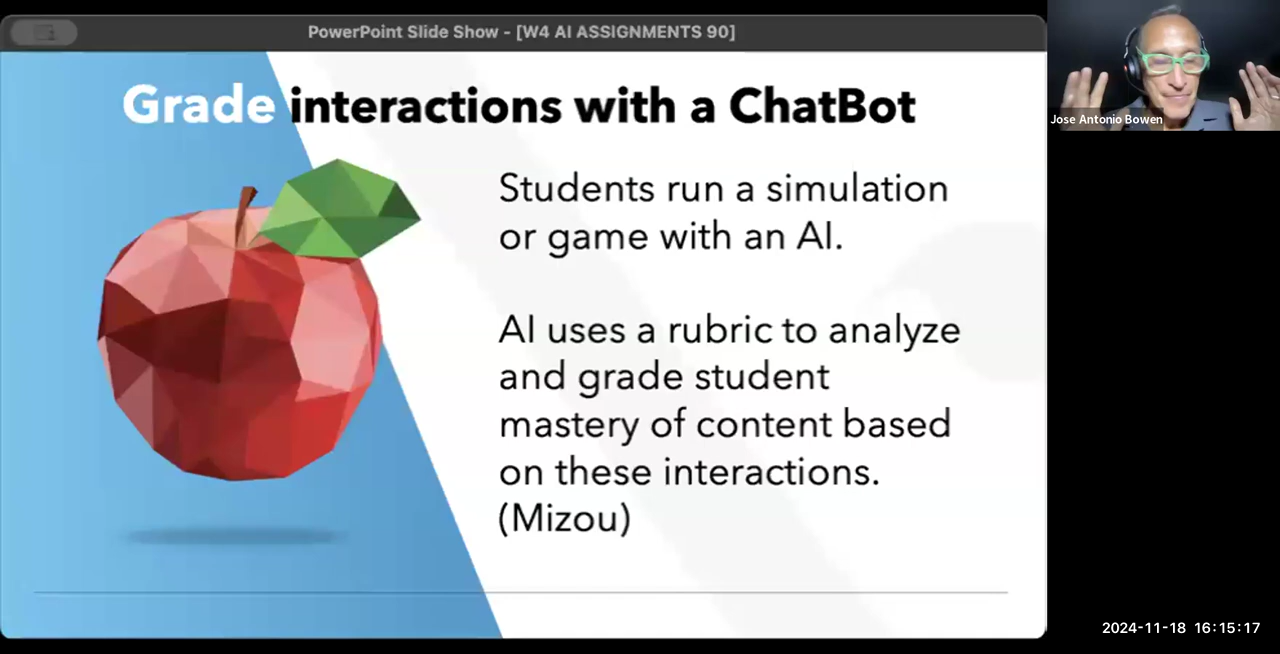 PowerPoint Slide Show - [W4 AI ASSIGNMENTS 90]
Grade interactions with a ChatBot
Students run a simulation
or game with an AI.
AI uses a rubric to analyze
and grade student
mastery of content based
on these interactions.
(Mizou)
Jose Antonio Bowen
2024-11-18 16:15:17